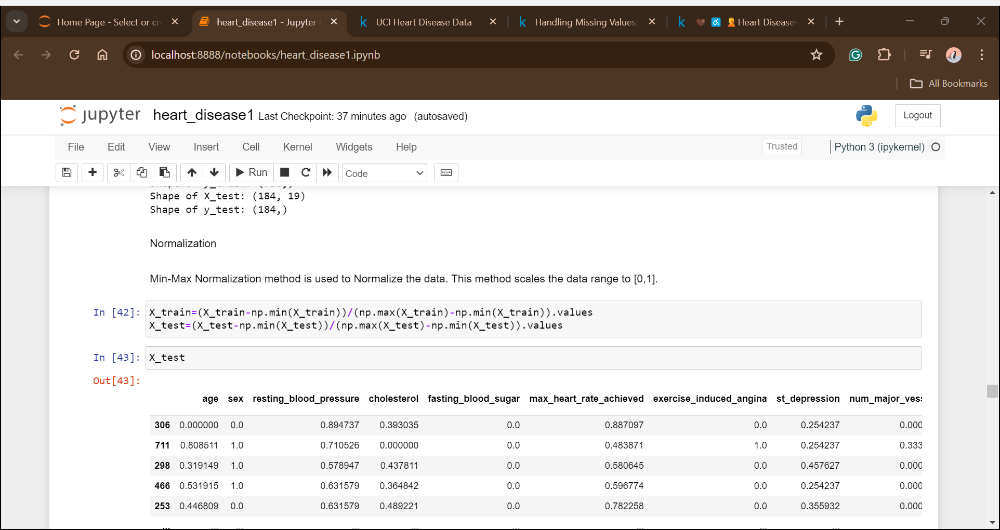 Home Page - Select or cr
heart_disease1 - Jupyter
UCI Heart Disease Data
Handling Missing Values:
Heart Disease-
localhost:8888/notebooks/heart_disease1.ipynb
All Bookmarks
jupyter heart_disease1 Last Checkpoint: 37 minutes ago (autosaved)
Logout
File Edit View Insert Cell Kernel Widgets Help
Trusted
Python 3 (ipykernel)
Run
Code
Shape of y_train:
Shape of X_test: (184, 19)
Shape of y_test: (184,)
Normalization
Min-Max Normalization method is used to Normalize the data. This method scales the data range to [0,1].
In [42]: X_train=(X_train-np.min(X_train))/(np.max(X_train)-np.min(X_train)).values
X_test=(X_test-np.min(X_test))/(np.max(X_test)-np.min(X_test)).values
In [43]: X_test
Out[43]:
age sex resting_blood_pressure cholesterol fasting_blood_sugar max_heart_rate_achieved exercise_induced_angina st_depression num_major_vess
306 0.000000 0.0 0.894737 0.393035 0.0 0.887097 0.0 0.254237 0.000
711 0.808511 1.0 0.710526 0.000000 0.0 0.483871 1.0 0.254237 0.333
298 0.319149 1.0 0.578947 0.437811 0.0 0.580645 0.0 0.457627 0.000
466 0.531915 1.0 0.631579 0.364842 0.0 0.596774 0.0 0.254237 0.000
253 0.446809 0.0 0.631579 0.489221 0.0 0.782258 0.0 0.355932 0.000
... ... ... ... ... ... ... ... ... ...